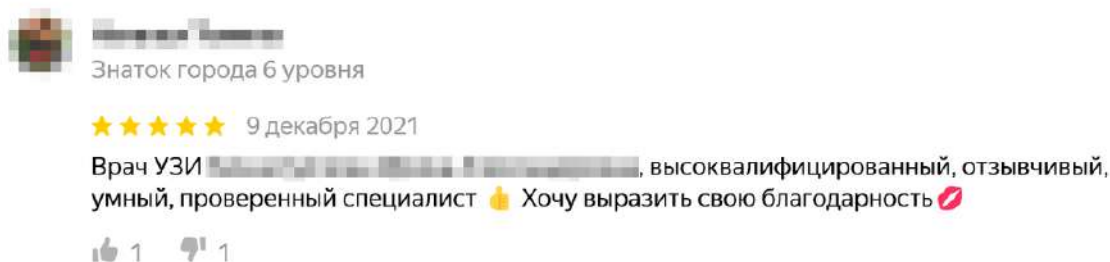 Знаток города 6 уровня
9 декабря 2021
Врач УЗИ , высоквалифицированный, отзывчивый,
умный, проверенный специалист 👍 Хочу выразить свою благодарность 💋
1 1